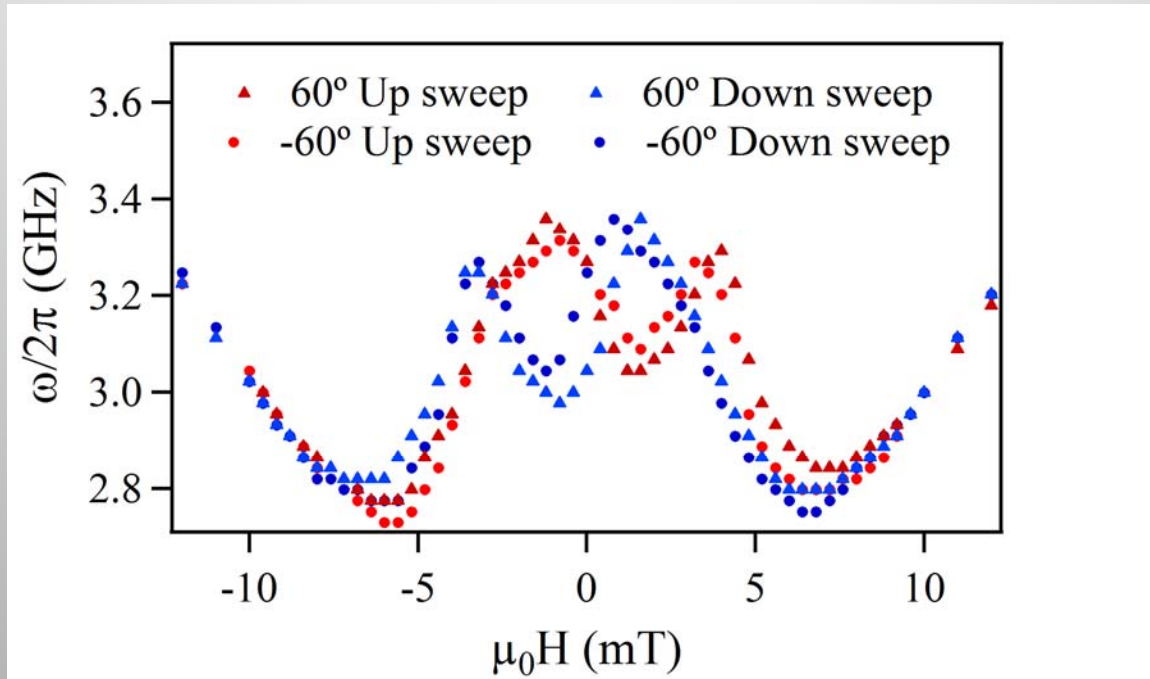 60º Up sweep
60º Down sweep
-60º Up sweep
-60º Down sweep
3.6
3.4
3.2
3.0
2.8
ω/2π (GHz)
-10
-5
0
5
10
μ₀H (mT)